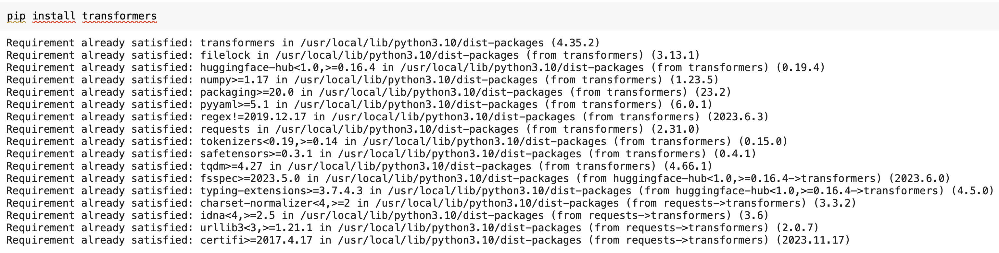 pip install transformers
Requirement already satisfied: transformers in /usr/local/lib/python3.10/dist-packages (4.35.2)
Requirement already satisfied: filelock in /usr/local/lib/python3.10/dist-packages (from transformers) (3.13.1)
Requirement already satisfied: huggingface-hub<1.0,>=0.16.4 in /usr/local/lib/python3.10/dist-packages (from transformers) (0.19.4)
Requirement already satisfied: numpy>=1.17 in /usr/local/lib/python3.10/dist-packages (from transformers) (1.23.5)
Requirement already satisfied: packaging>=20.0 in /usr/local/lib/python3.10/dist-packages (from transformers) (23.2)
Requirement already satisfied: pyyaml>=5.1 in /usr/local/lib/python3.10/dist-packages (from transformers) (6.0.1)
Requirement already satisfied: regex!=2019.12.17 in /usr/local/lib/python3.10/dist-packages (from transformers) (2023.6.3)
Requirement already satisfied: requests in /usr/local/lib/python3.10/dist-packages (from transformers) (2.31.0)
Requirement already satisfied: tokenizers<0.19,>=0.14 in /usr/local/lib/python3.10/dist-packages (from transformers) (0.15.0)
Requirement already satisfied: safetensors>=0.3.1 in /usr/local/lib/python3.10/dist-packages (from transformers) (0.4.1)
Requirement already satisfied: tqdm>=4.27 in /usr/local/lib/python3.10/dist-packages (from transformers) (4.66.1)
Requirement already satisfied: fsspec>=2023.5.0 in /usr/local/lib/python3.10/dist-packages (from huggingface-hub<1.0,>=0.16.4->transformers) (2023.6.0)
Requirement already satisfied: typing-extensions>=3.7.4.3 in /usr/local/lib/python3.10/dist-packages (from huggingface-hub<1.0,>=0.16.4->transformers) (4.5.0)
Requirement already satisfied: charset-normalizer<4,>=2 in /usr/local/lib/python3.10/dist-packages (from requests->transformers) (3.3.2)
Requirement already satisfied: idna<4,>=2.5 in /usr/local/lib/python3.10/dist-packages (from requests->transformers) (3.6)
Requirement already satisfied: urllib3<3,>=1.21.1 in /usr/local/lib/python3.10/dist-packages (from requests->transformers) (2.0.7)
Requirement already satisfied: certifi>=2017.4.17 in /usr/local/lib/python3.10/dist-packages (from requests->transformers) (2023.11.17)